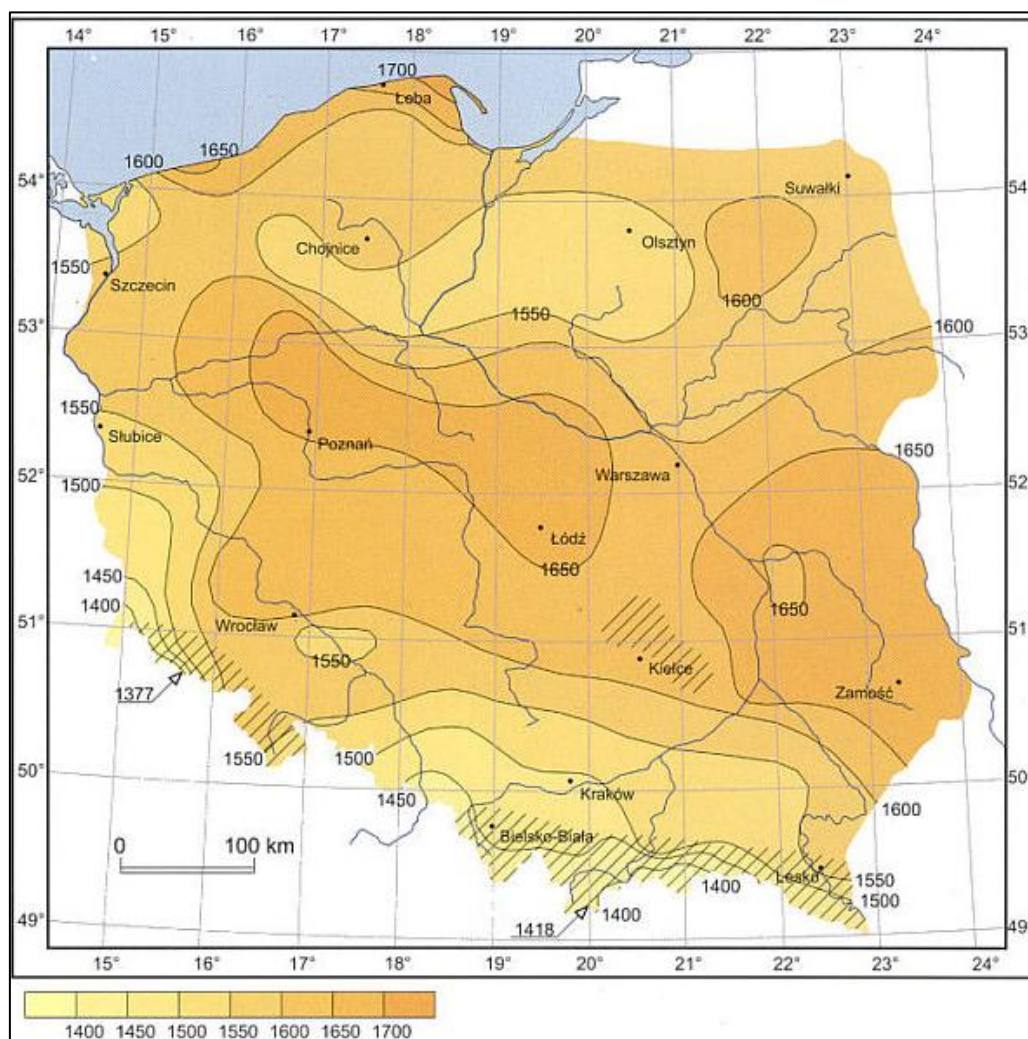 14° 15° 16° 17° 18° 19° 20° 21° 22° 23° 24°
1700
Łeba
1600
1650
54°
54
Suwałki
Chojnice
Olsztyn
1550
Szczecin
1600
53°
1550
1600
53
1550
Słubice
Poznań
1650
52°
Warszawa
52
1500
Łódź
1650
1450
1650
1400
51°
Wrocław
51
1550
Kielce
1377
Zamość
1550
1500
50°
50
1450
Kraków
1600
0 100 km
Bielsko-Biała
Lesko
1550
1400
1500
1400
49°
1418
49
15° 16° 17° 18° 19° 20° 21° 22° 23° 24°
1400 1450 1500 1550 1600 1650 1700